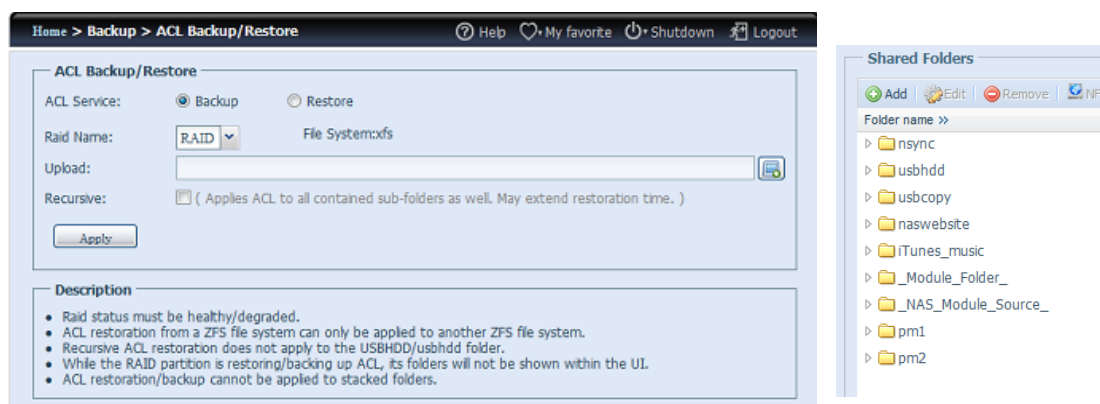 Home > Backup > ACL Backup/Restore
Help My favorite Shutdown Logout
ACL Backup/Restore
ACL Service: Backup Restore
Raid Name: RAID File System:xfs
Upload:
Recursive: ( Applies ACL to all contained sub-folders as well. May extend restoration time. )
Apply
Description
• Raid status must be healthy/degraded.
• ACL restoration from a ZFS file system can only be applied to another ZFS file system.
• Recursive ACL restoration does not apply to the USBHDD/usbhdd folder.
• While the RAID partition is restoring/backing up ACL, its folders will not be shown within the UI.
• ACL restoration/backup cannot be applied to stacked folders.
Shared Folders
Add Edit Remove NF
Folder name »
nsync
usbhdd
usbcopy
naswebsite
iTunes_music
_Module_Folder_
_NAS_Module_Source_
pm1
pm2